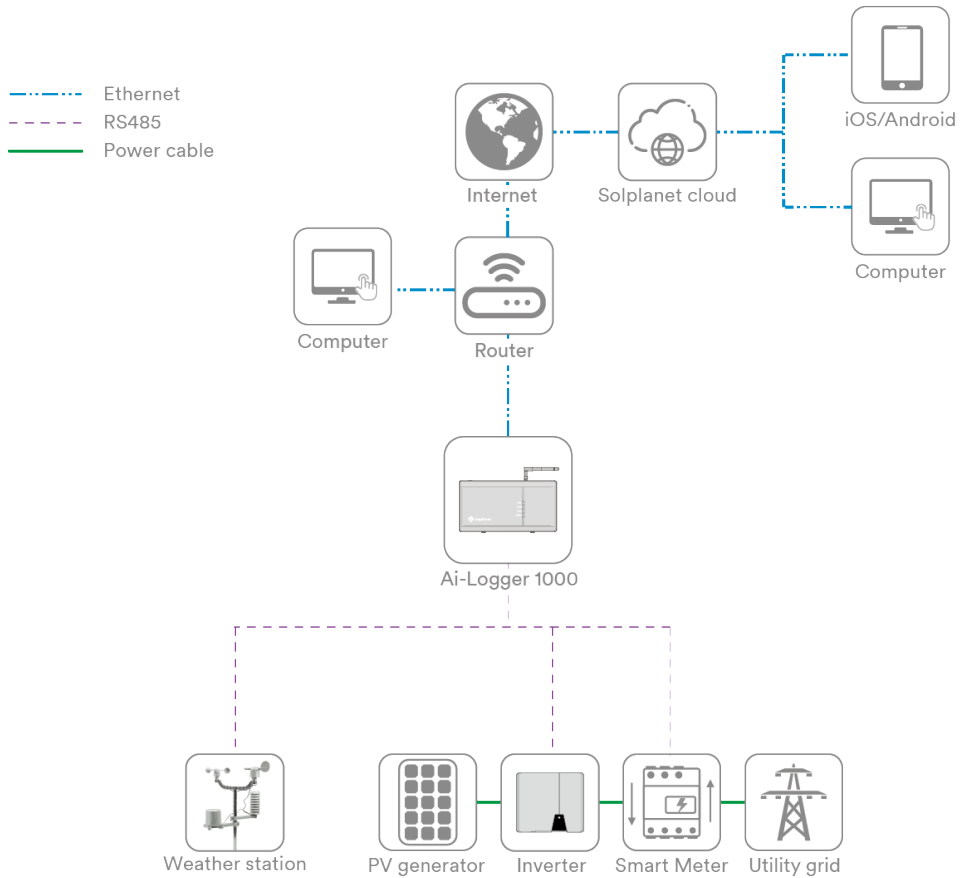 Ethernet
RS485
Power cable
iOS/Android
Internet
Solplanet cloud
Computer
Computer
Router
Ai-Logger 1000
Weather station
PV generator
Inverter
Smart Meter
Utility grid